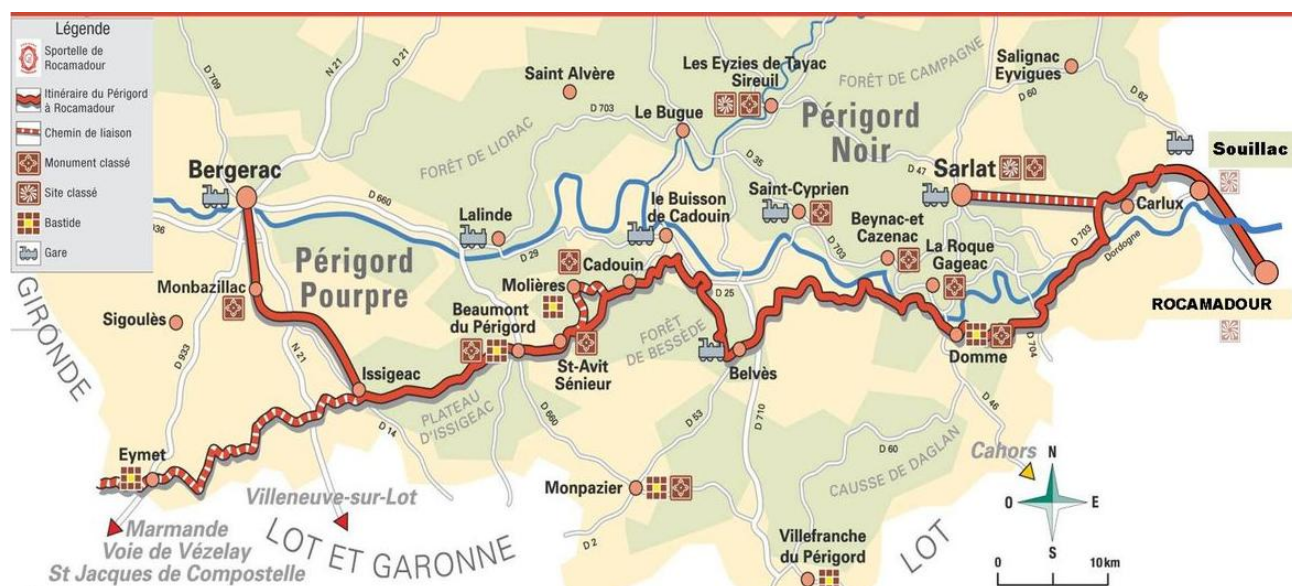 Légende
Sportelle de
Rocamadour
Itinéraire du Périgord
à Rocamadour
Chemin de liaison
Monument classé
Site classé
Bastide
Gare
D 709
N 21
D 21
Saint Alvère
Les Eyzies de Tayac
Sireuil
FORÊT DE CAMPAGNE
Salignac
Eyvigues
D 60
D 62
D 703
Le Bugue
Périgord
Noir
FORÊT DE LIORAC
D 35
D 47
Souillac
Bergerac
Sarlat
Saint-Cyprien
Carlux
D 660
le Buisson
de Cadouin
Lalinde
Beynac-et
Cazenac
D 703
D 703
Dordogne
936
D 29
La Roque
Gageac
Périgord
Pourpre
Cadouin
Molières
D 25
ROCAMADOUR
Monbazillac
Beaumont
du Périgord
FORÊT
DE BESSÈDE
GIRONDE
Sigoulès
D 933
N 21
St-Avit
Sénieur
Belvès
Domme
D 704
Issigeac
PLATEAU
D'ISSIGEAC
D 14
D 660
D 53
D 710
D 46
D 60
Eymet
Cahors
N
CAUSSE DE DAGLAN
Villeneuve-sur-Lot
Monpazier
O
E
Marmande
Voie de Vézelay
St Jacques de Compostelle
LOT ET GARONNE
D 2
Villefranche
du Périgord
LOT
S
0
10 km